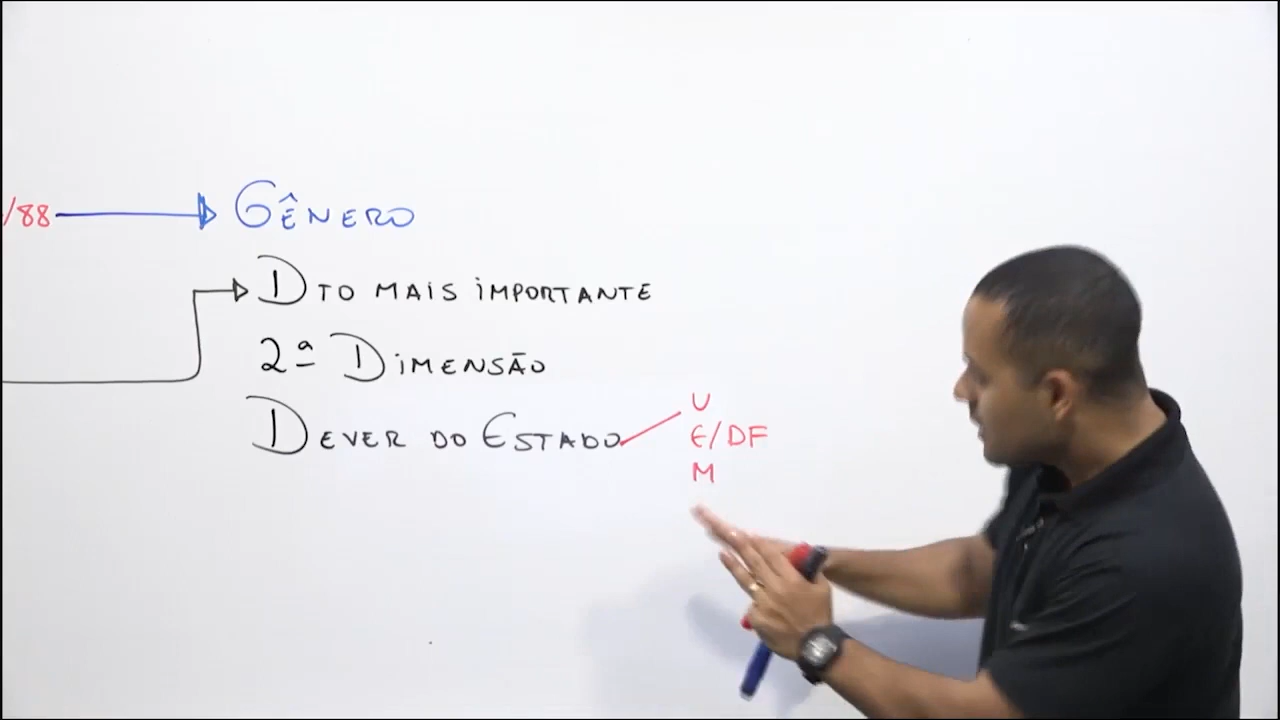 /88 GÊNERO
DTO MAIS IMPORTANTE
2ª DIMENSÃO
DEVER DO ESTADO
U
E/DF
M